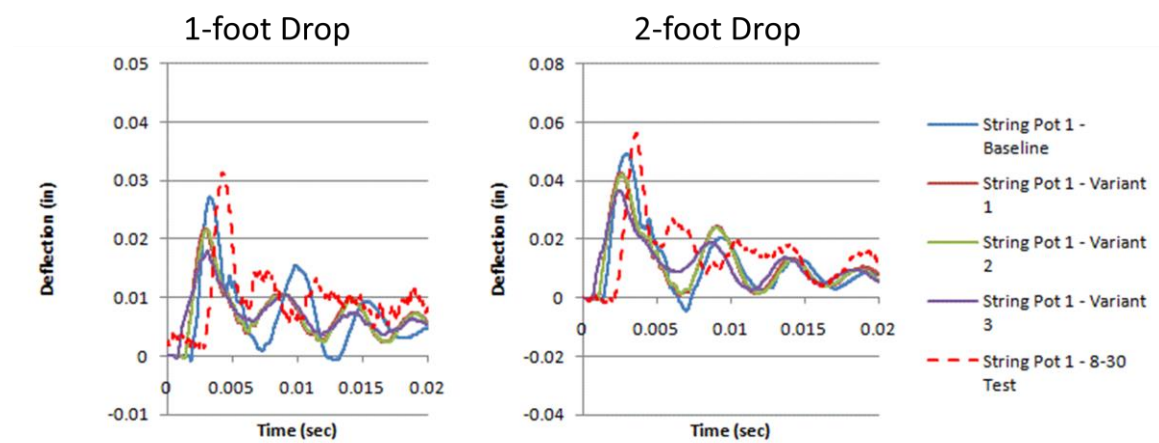 1-foot Drop
0.05
0.04
0.03
0.02
0.01
0
-0.01
Deflection (in)
0 0.005 0.01 0.015 0.02
Time (sec)
2-foot Drop
0.08
0.06
0.04
0.02
0
-0.02
-0.04
Deflection (in)
0 0.005 0.01 0.015 0.02
Time (sec)
String Pot 1 -
Baseline
String Pot 1 - Variant
1
String Pot 1 - Variant
2
String Pot 1 - Variant
3
String Pot 1 - 8-30
Test